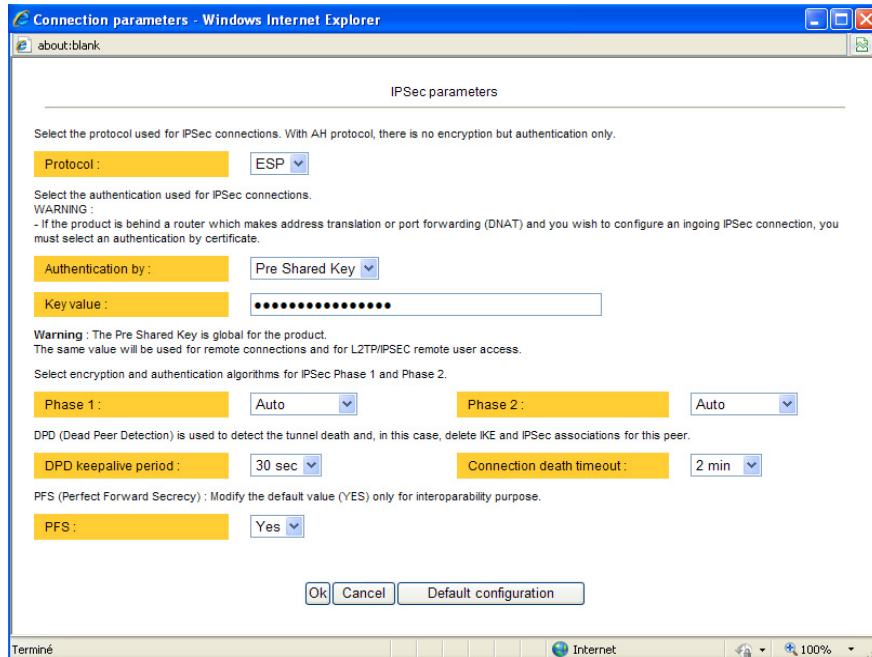 Connection parameters - Windows Internet Explorer
about:blank
IPSec parameters
Select the protocol used for IPSec connections. With AH protocol, there is no encryption but authentication only.
Protocol : ESP
Select the authentication used for IPSec connections.
WARNING :
- If the product is behind a router which makes address translation or port forwarding (DNAT) and you wish to configure an ingoing IPSec connection, you
must select an authentication by certificate.
Authentication by : Pre Shared Key
Key value : ●●●●●●●●●●●●●●●●
Warning : The Pre Shared Key is global for the product.
The same value will be used for remote connections and for L2TP/IPSEC remote user access.
Select encryption and authentication algorithms for IPSec Phase 1 and Phase 2.
Phase 1 : Auto Phase 2 : Auto
DPD (Dead Peer Detection) is used to detect the tunnel death and, in this case, delete IKE and IPSec associations for this peer.
DPD keepalive period : 30 sec Connection death timeout : 2 min
PFS (Perfect Forward Secrecy) : Modify the default value (YES) only for interoparability purpose.
PFS : Yes
Ok Cancel Default configuration
Terminé Internet 100%